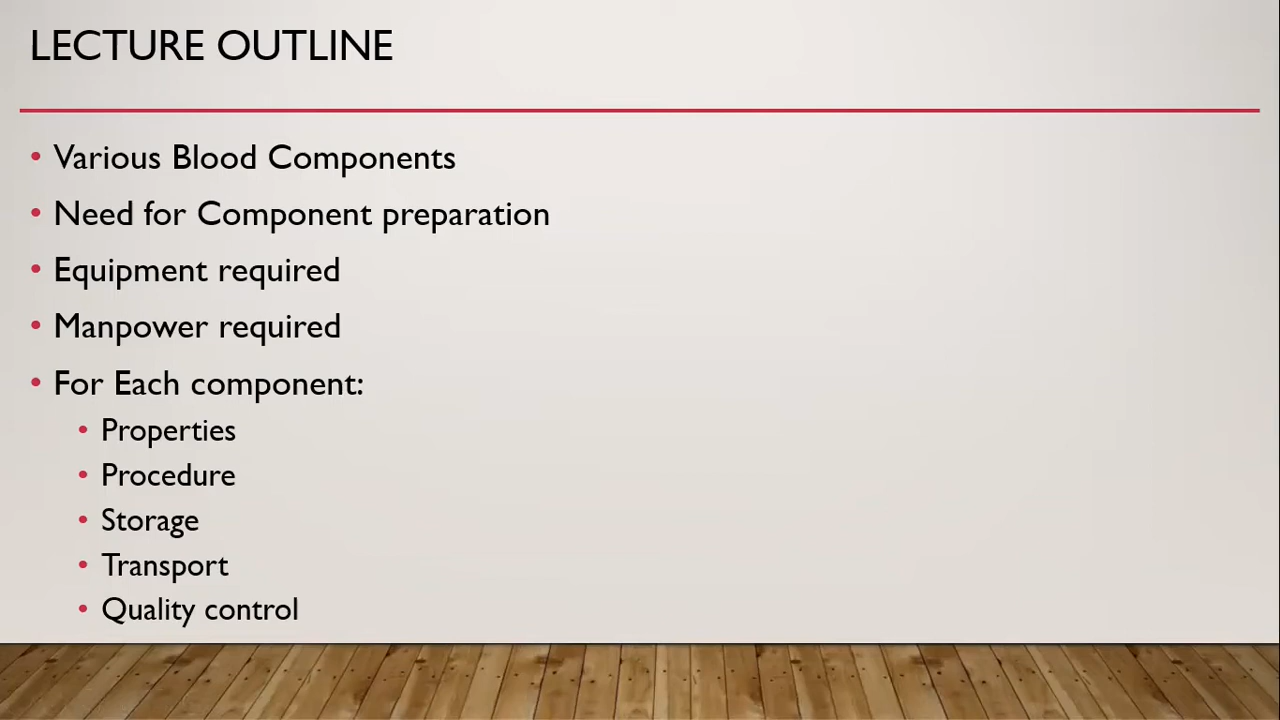 LECTURE OUTLINE
• Various Blood Components
• Need for Component preparation
• Equipment required
• Manpower required
• For Each component:
• Properties
• Procedure
• Storage
• Transport
• Quality control